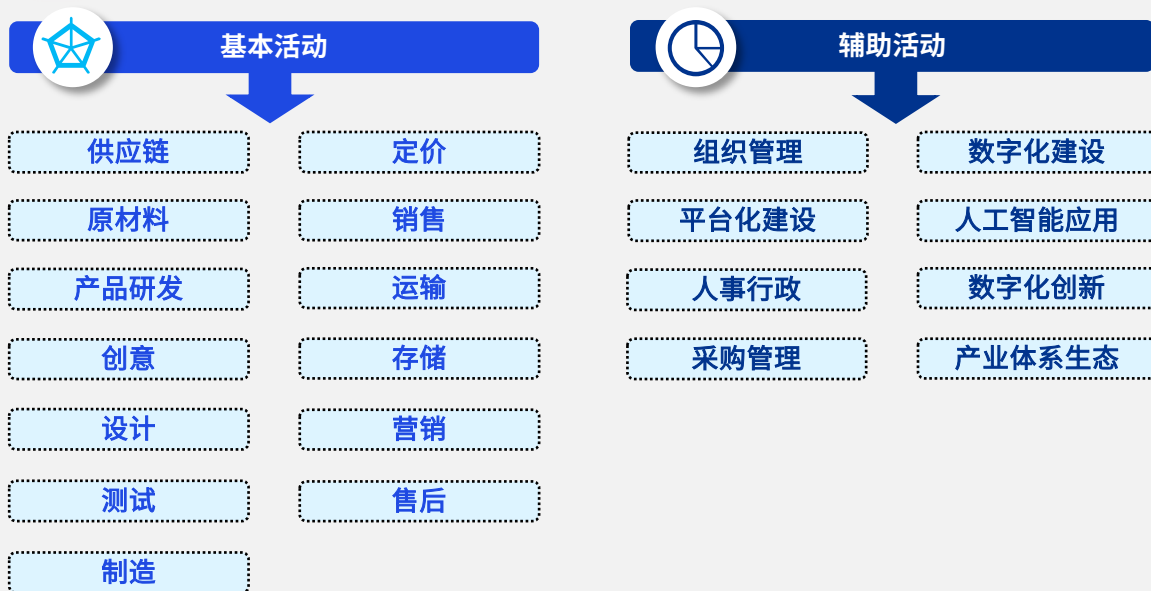 基本活动
供应链
定价
原材料
销售
产品研发
运输
创意
存储
设计
营销
测试
售后
制造
辅助活动
组织管理
数字化建设
平台化建设
人工智能应用
人事行政
数字化创新
采购管理
产业体系生态